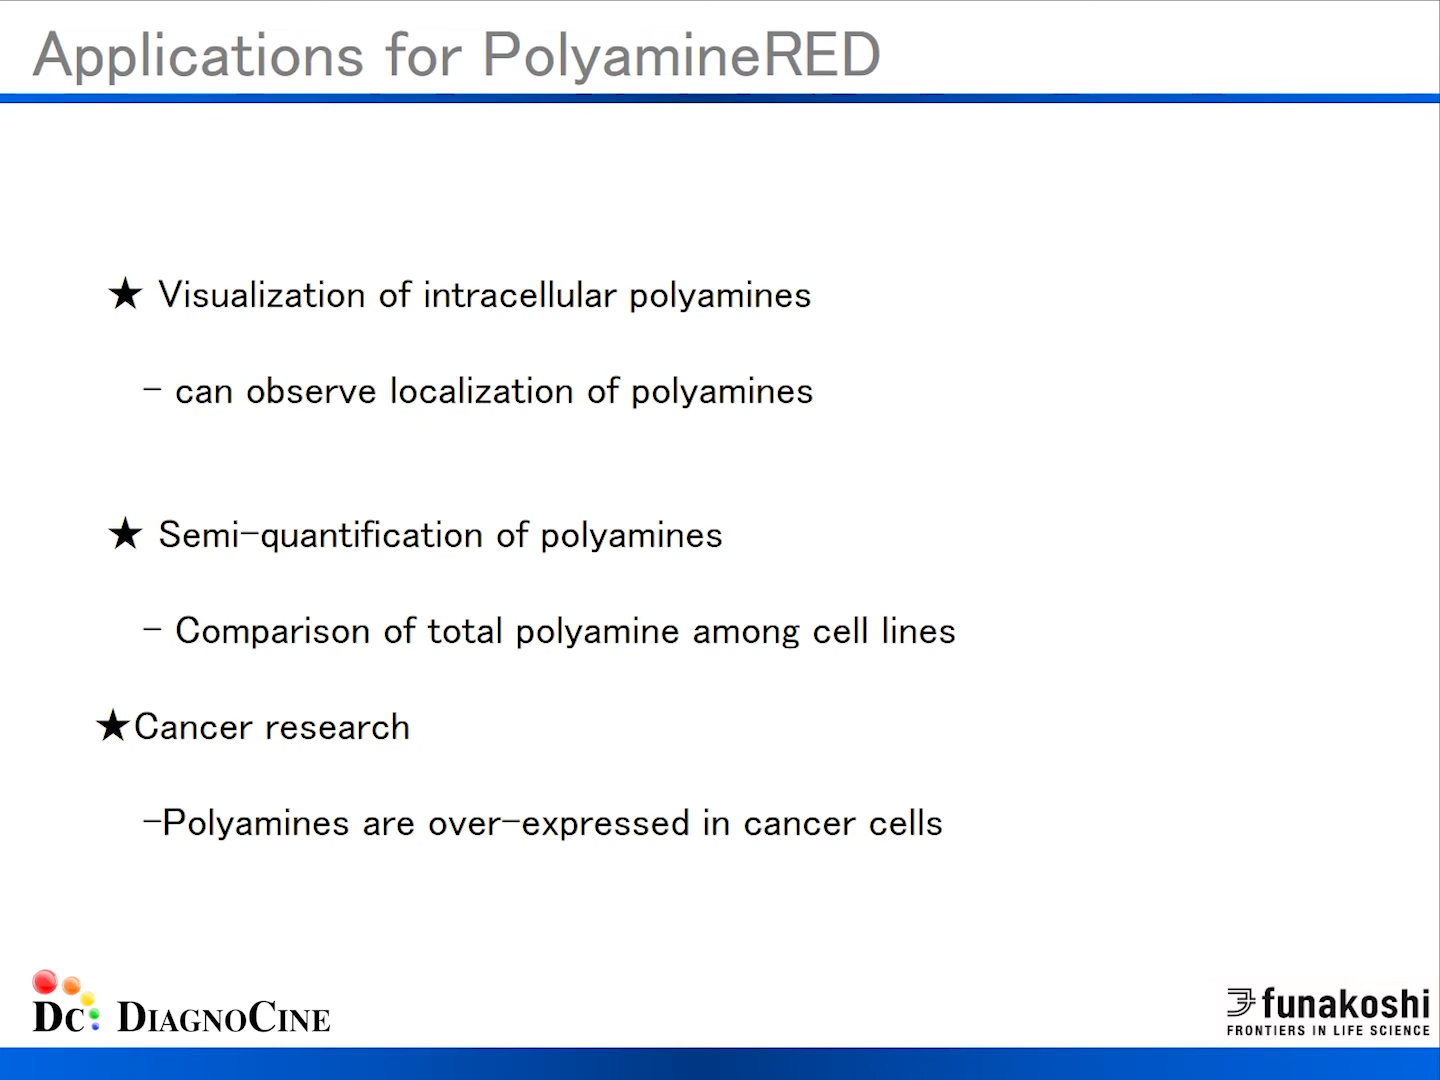 Applications for PolyamineRED
★ Visualization of intracellular polyamines
- can observe localization of polyamines
★ Semi-quantification of polyamines
- Comparison of total polyamine among cell lines
★Cancer research
-Polyamines are over-expressed in cancer cells
Dc DiagnoCine
funakoshi
FRONTIERS IN LIFE SCIENCE